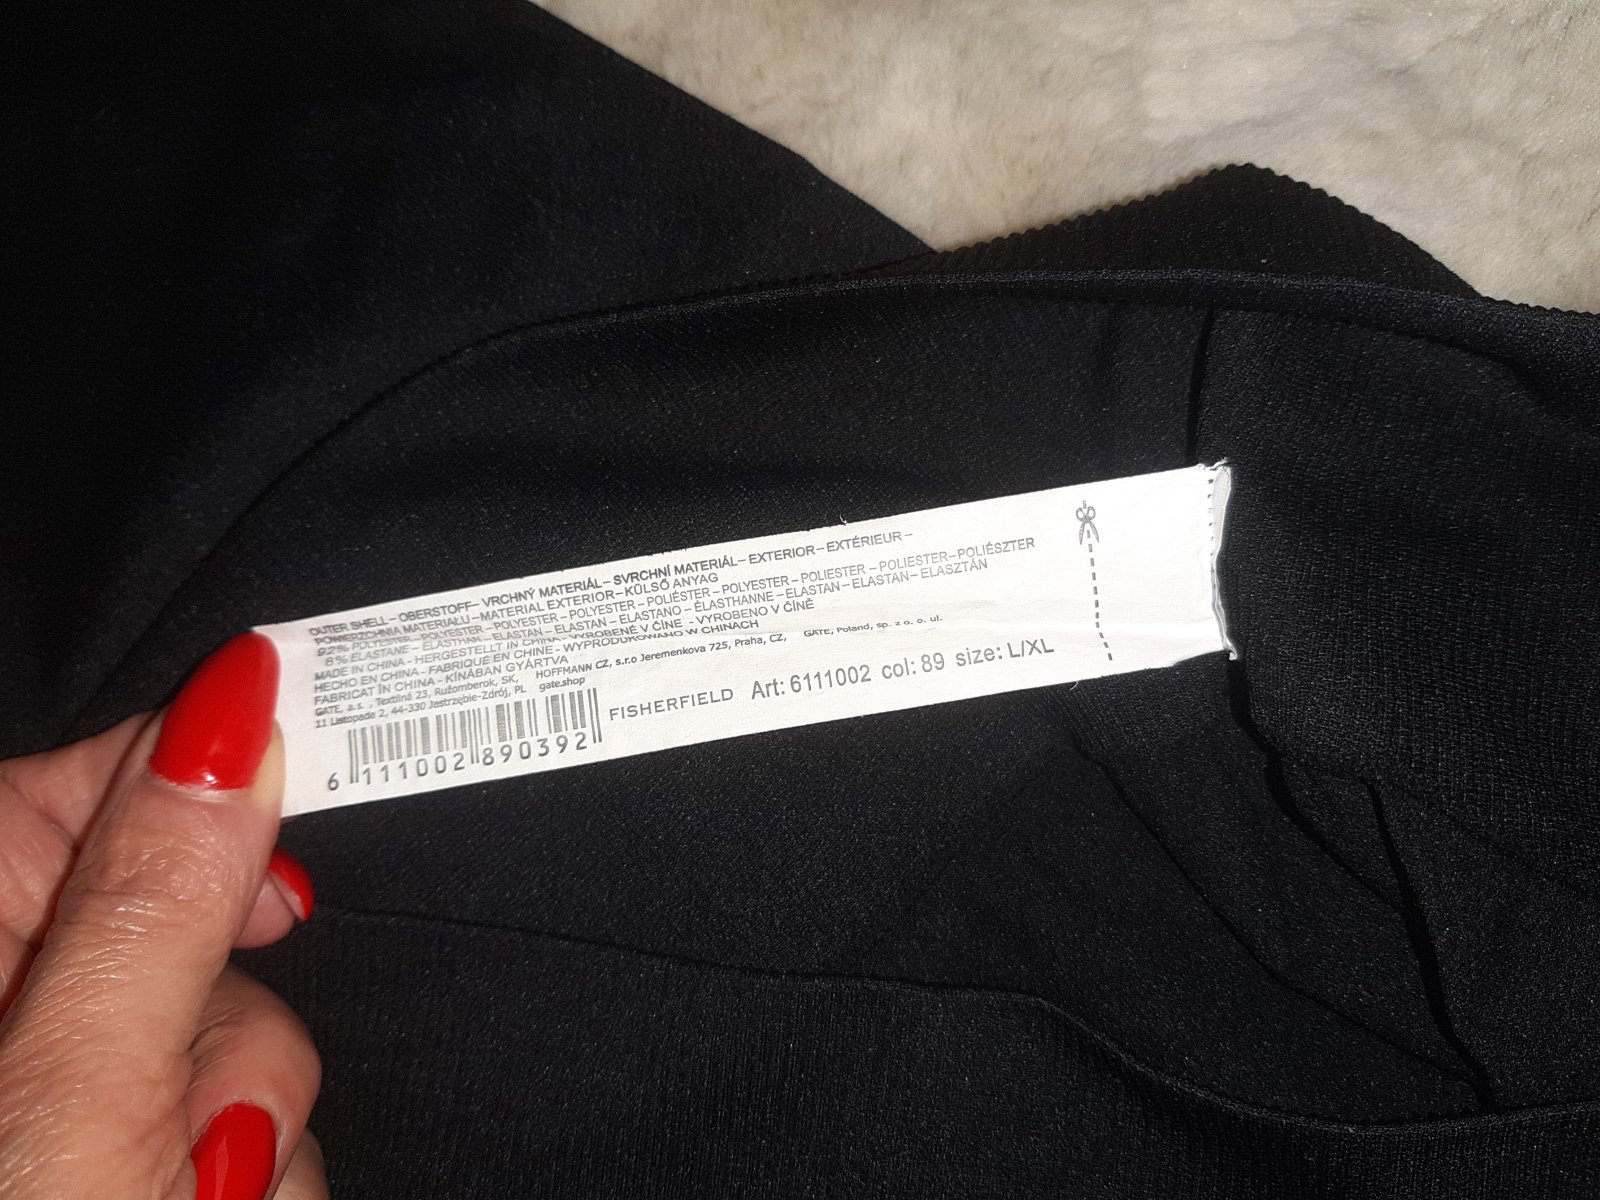 OUTER SHELL – OBERSTOFF – VRCHNÝ MATERIÁL – SVRCHNÍ MATERIÁL – EXTERIOR – EXTÉRIEUR –
POWIERZCHNIA MATERIAŁU – MATERIAL EXTERIOR – KÜLSŐ ANYAG
92% POLYESTER – POLYESTER – POLYESTER – POLYESTER – POLIÉSTER – POLYESTER – POLIESTER – POLIESTER – POLIÉSZTER
8% ELASTANE – ELASTHAN – ELASTAN – ELASTAN – ELASTANO – ÉLASTHANNE – ELASTAN – ELASTAN – ELASZTÁN
MADE IN CHINA - HERGESTELLT IN CHINA - VYROBENÉ V ČÍNE - VYROBENO V ČÍNĚ
HECHO EN CHINA - FABRIQUÉ EN CHINE - WYPRODUKOWANO W CHINACH
FABRICAT ÎN CHINA - KÍNÁBAN GYÁRTVA
GATE, a.s. , Textilná 23, Ružomberok, SK, HOFFMANN CZ, s.r.o Jeremenkova 725, Praha, CZ, GATE, Poland, sp. z o. o. ul.
11 Listopada 2, 44-330 Jastrzębie-Zdrój, PL gate.shop
6 111002 890392
FISHERFIELD Art: 6111002 col: 89 size: L/XL